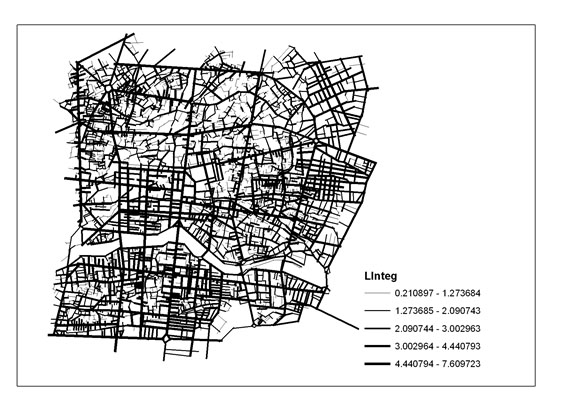 LInteg
0.210897 - 1.273684
1.273685 - 2.090743
2.090744 - 3.002963
3.002964 - 4.440793
4.440794 - 7.609723